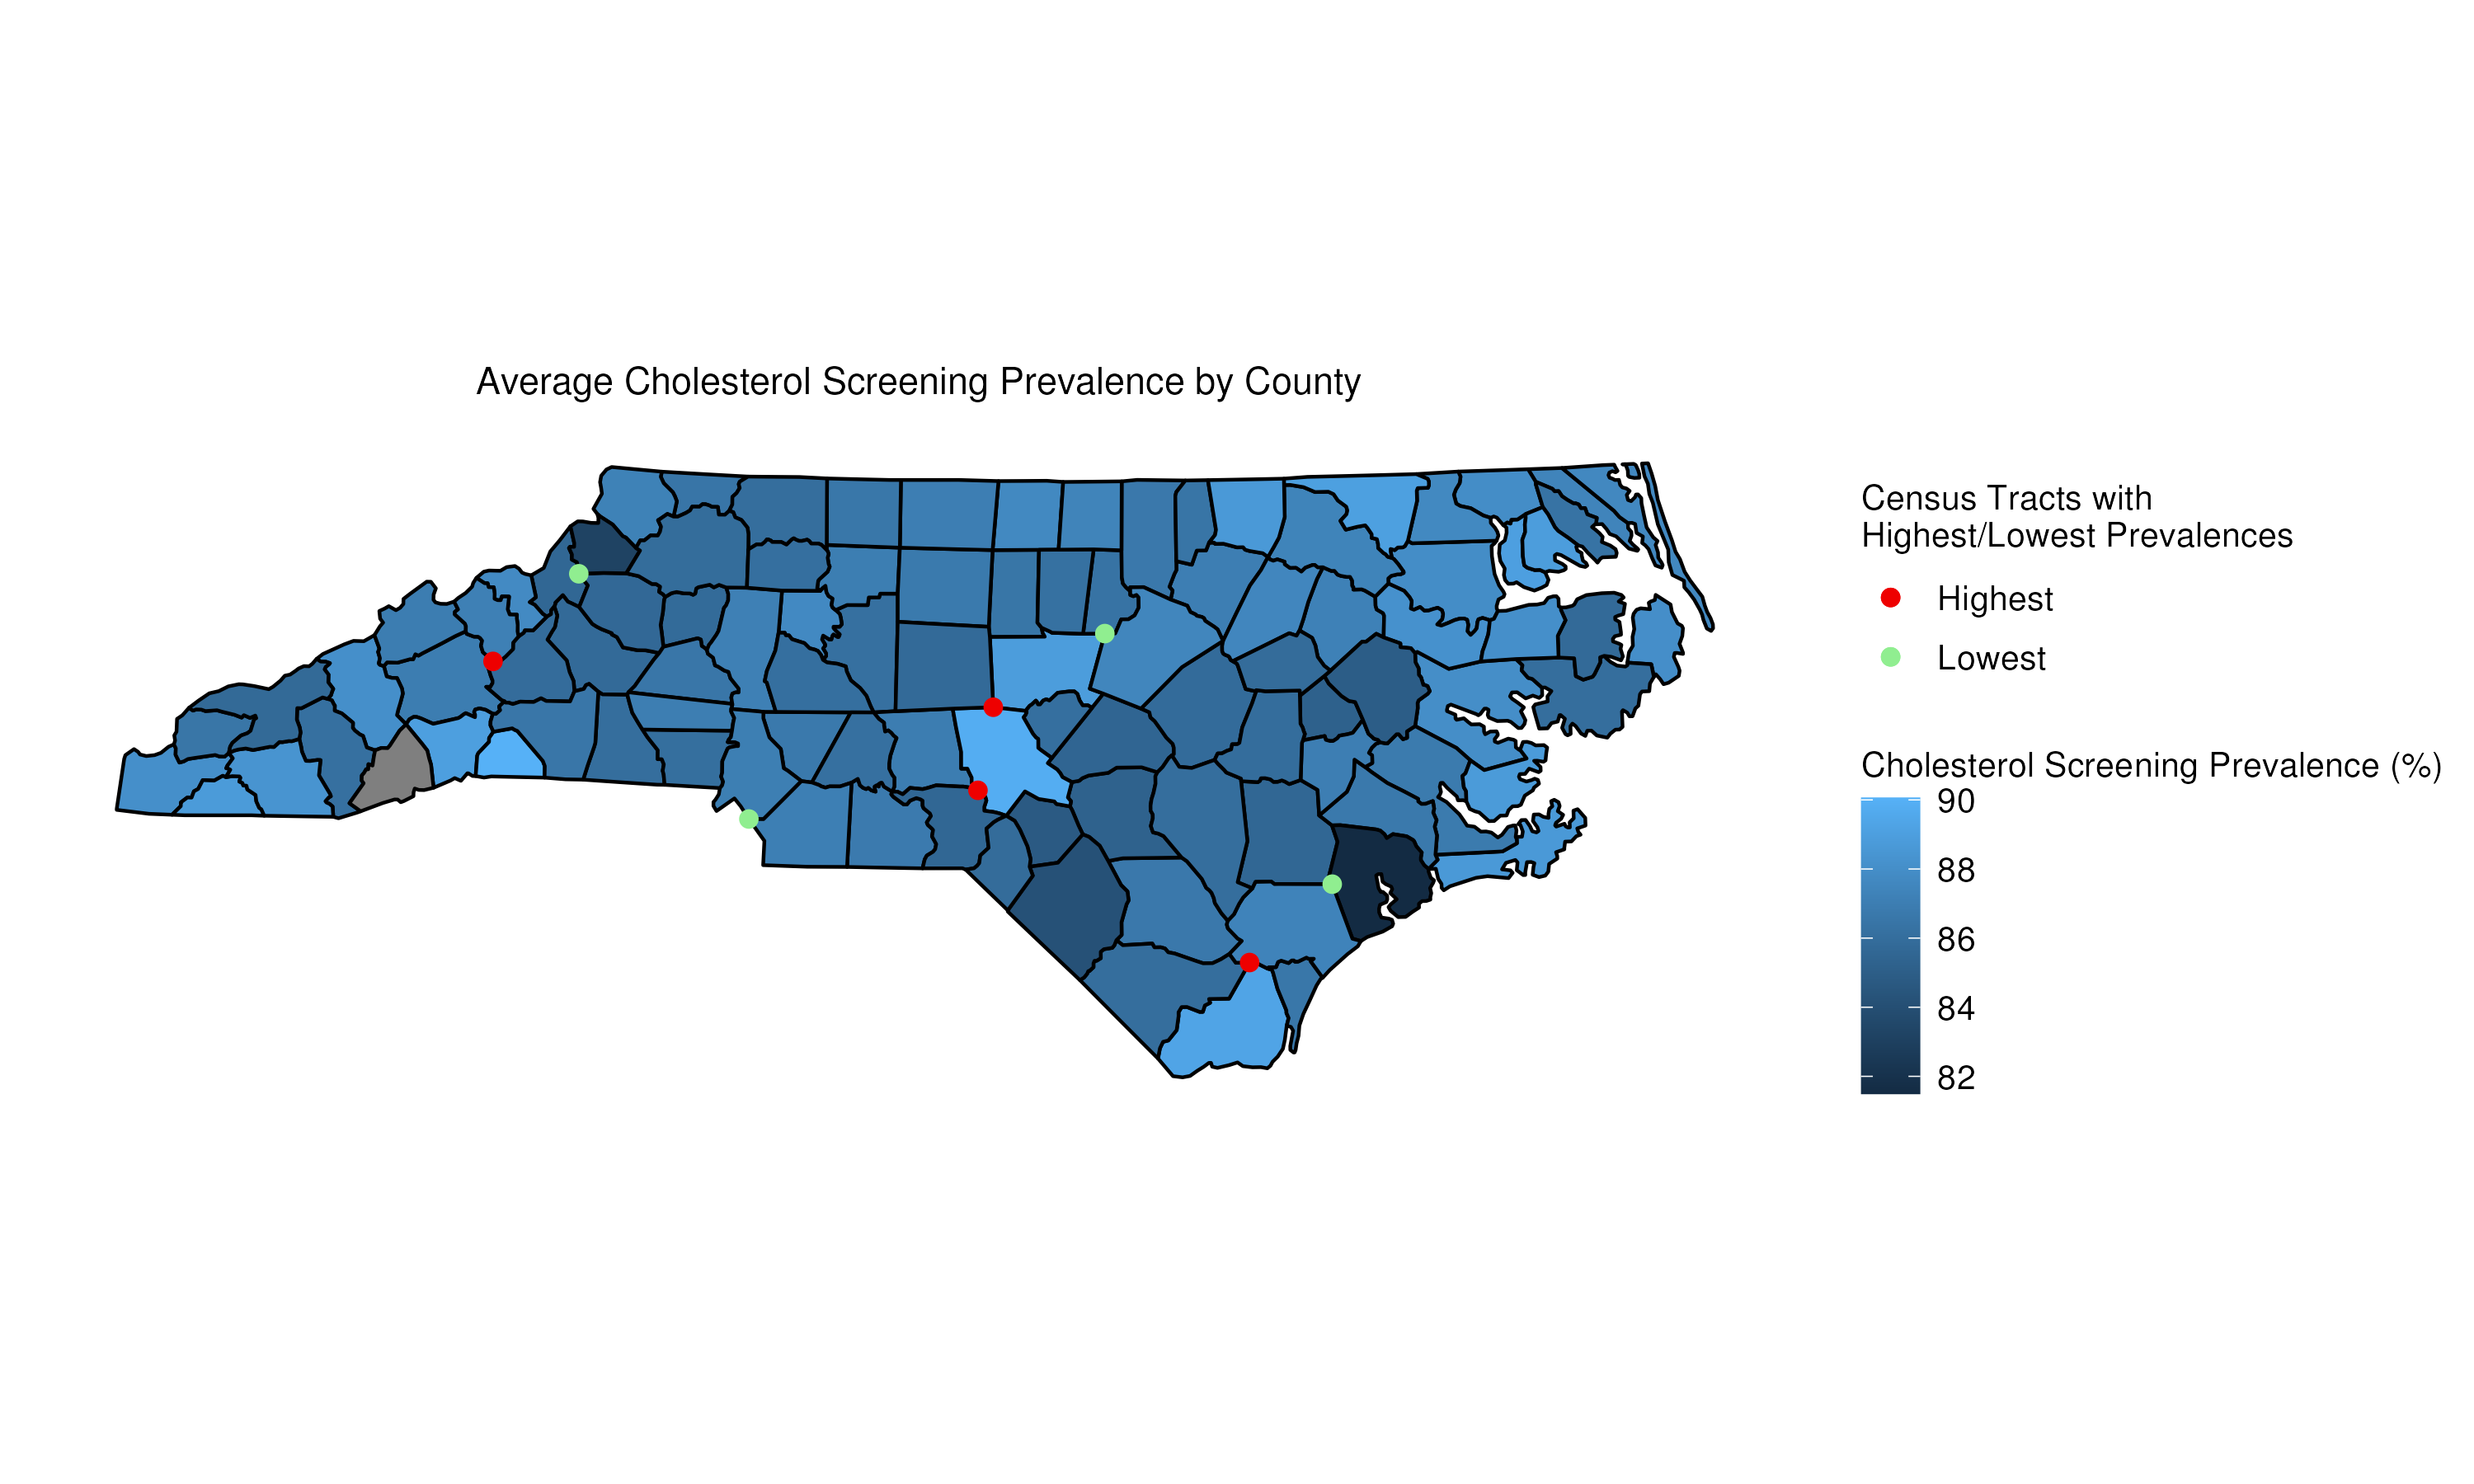 Average Cholesterol Screening Prevalence by County
Census Tracts with
Highest/Lowest Prevalences
Highest
Lowest
Cholesterol Screening Prevalence (%)
90
88
86
84
82